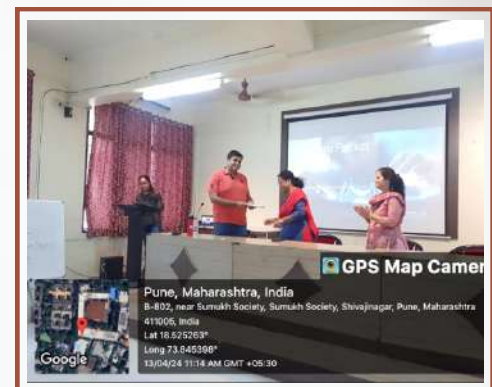 GPS Map Camer
Pune, Maharashtra, India
B-802, near Sumukh Society, Sumukh Society, Shivajinagar, Pune, Maharashtra
411005, India
Lat 18.525263°
Long 73.845398°
13/04/24 11:14 AM GMT +05:30
Google